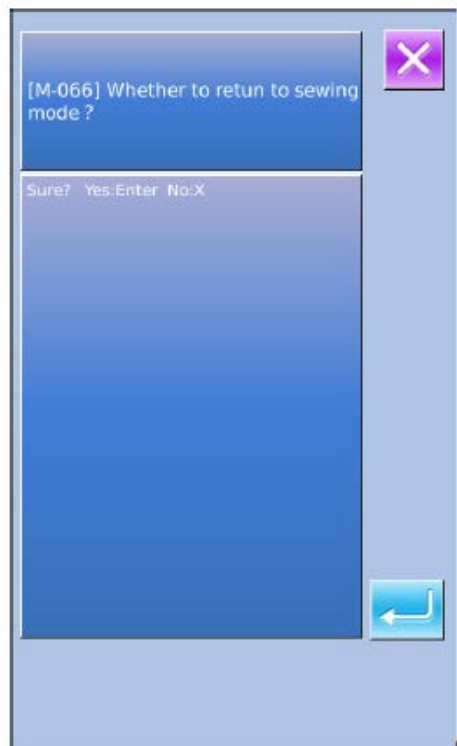 [M-066] Whether to retun to sewing
mode ?
Sure? Yes:Enter No:X